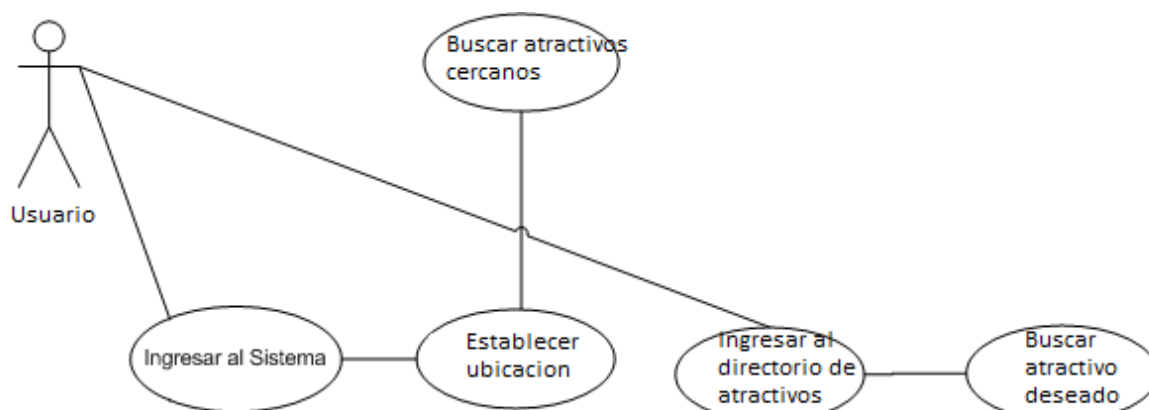 Buscar atractivos
cercanos
Usuario
Ingresar al Sistema
Establecer
ubicacion
Ingresar al
directorio de
atractivos
Buscar
atractivo
deseado